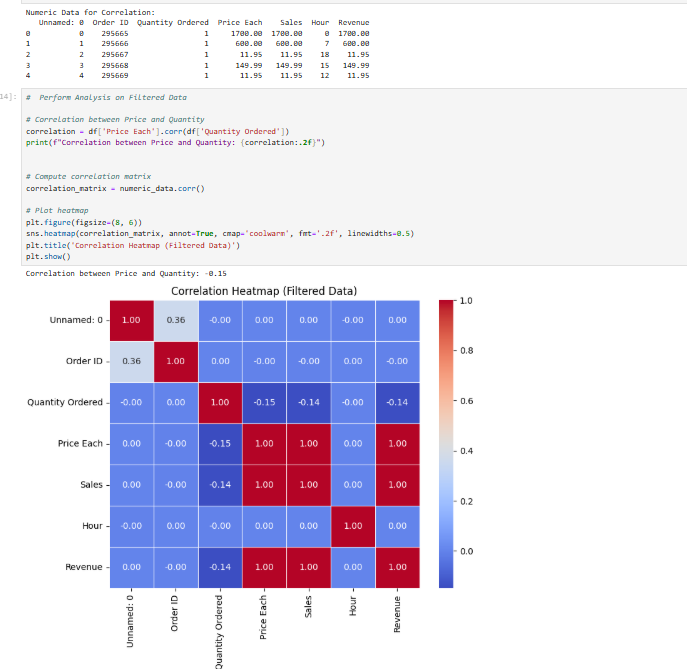 Numeric Data for Correlation:
Unnamed: 0 Order ID Quantity Ordered Price Each Sales Hour Revenue
0 0 295665 1 1700.00 1700.00 0 1700.00
1 1 295666 1 600.00 600.00 7 600.00
2 2 295667 1 11.95 11.95 18 11.95
3 3 295668 1 149.99 149.99 15 149.99
4 4 295669 1 11.95 11.95 12 11.95
14]: # Perform Analysis on Filtered Data
# Correlation between Price and Quantity
correlation = df['Price Each'].corr(df['Quantity Ordered'])
print(f"Correlation between Price and Quantity: {correlation:.2f}")
# Compute correlation matrix
correlation_matrix = numeric_data.corr()
# Plot heatmap
plt.figure(figsize=(8, 6))
sns.heatmap(correlation_matrix, annot=True, cmap='coolwarm', fmt='.2f', linewidths=0.5)
plt.title('Correlation Heatmap (Filtered Data)')
plt.show()
Correlation between Price and Quantity: -0.15
Correlation Heatmap (Filtered Data)
Unnamed: 0 1.00 0.36 -0.00 0.00 0.00 -0.00 0.00
Order ID 0.36 1.00 0.00 -0.00 -0.00 0.00 -0.00
Quantity Ordered -0.00 0.00 1.00 -0.15 -0.14 -0.00 -0.14
Price Each 0.00 -0.00 -0.15 1.00 1.00 0.00 1.00
Sales 0.00 -0.00 -0.14 1.00 1.00 0.00 1.00
Hour -0.00 0.00 -0.00 0.00 0.00 1.00 0.00
Revenue 0.00 -0.00 -0.14 1.00 1.00 0.00 1.00
Unnamed: 0
Order ID
Quantity Ordered
Price Each
Sales
Hour
Revenue
1.0
0.8
0.6
0.4
0.2
0.0